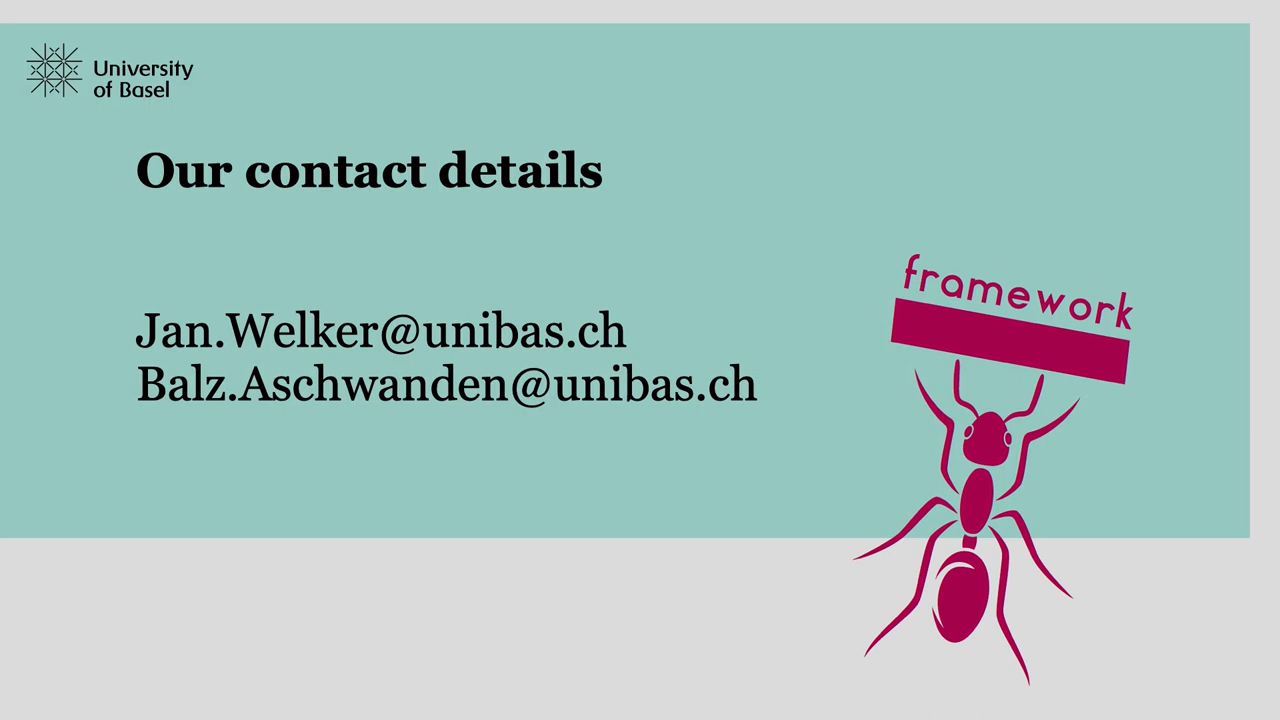 University
of Basel
Our contact details
Jan.Welker@unibas.ch
Balz.Aschwanden@unibas.ch
framework